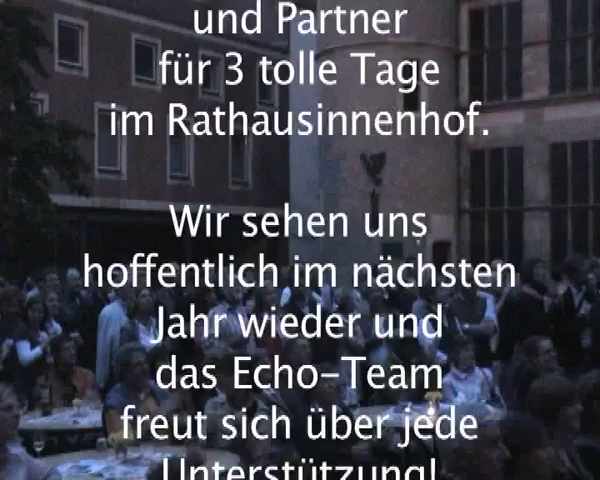 und Partner
für 3 tolle Tage
im Rathausinnenhof.
Wir sehen uns
hoffentlich im nächsten
Jahr wieder und
das Echo-Team
freut sich über jede
Unterstützung!